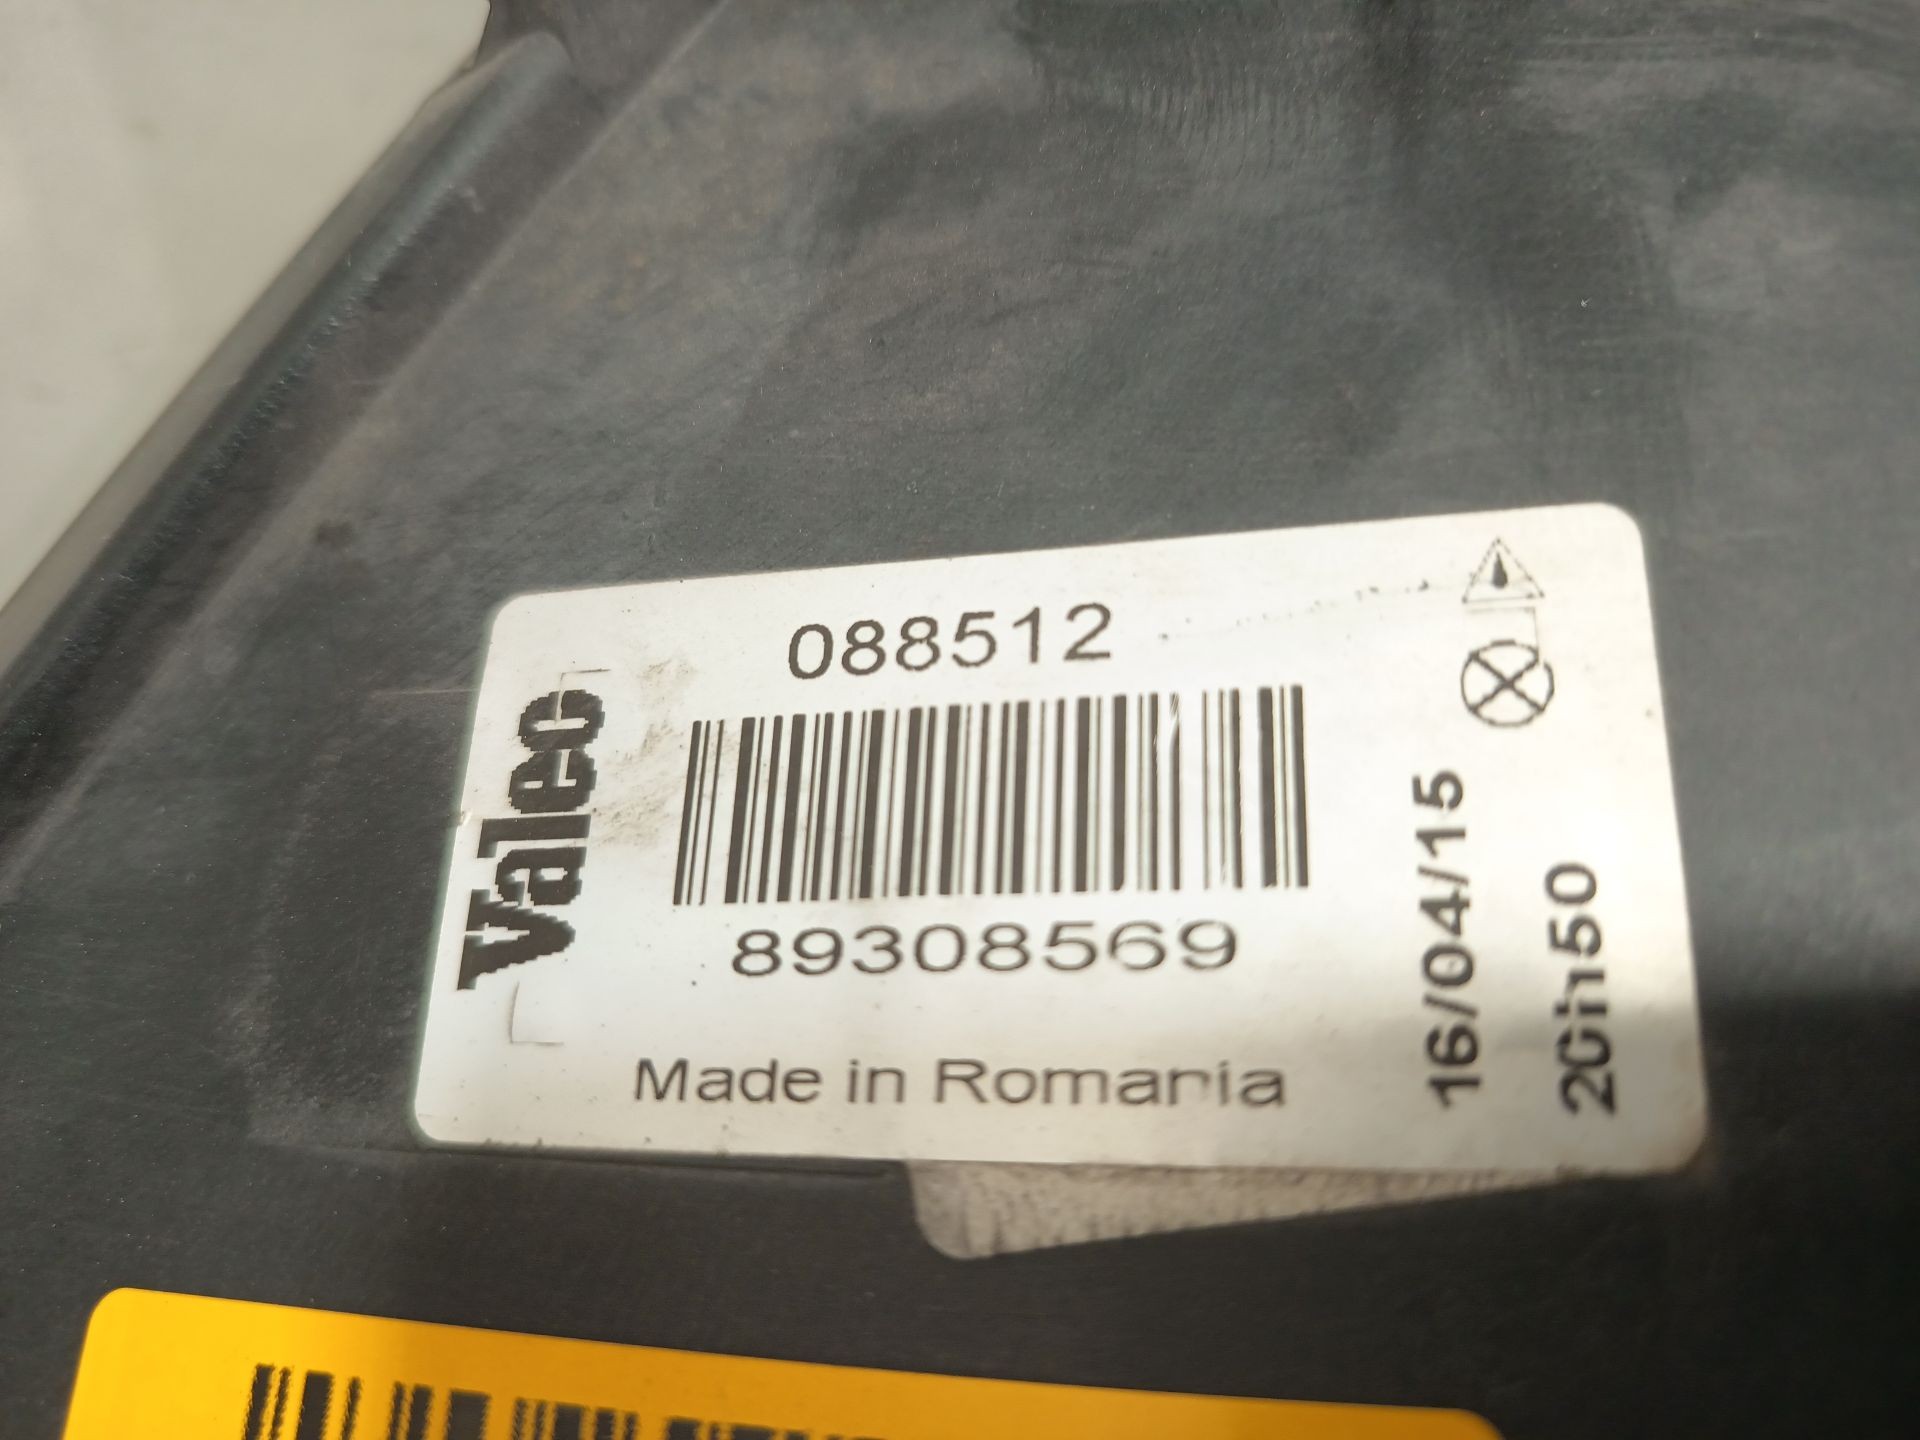 088512
Valeo
89308569
Made in Romania
16/04/15
20h50